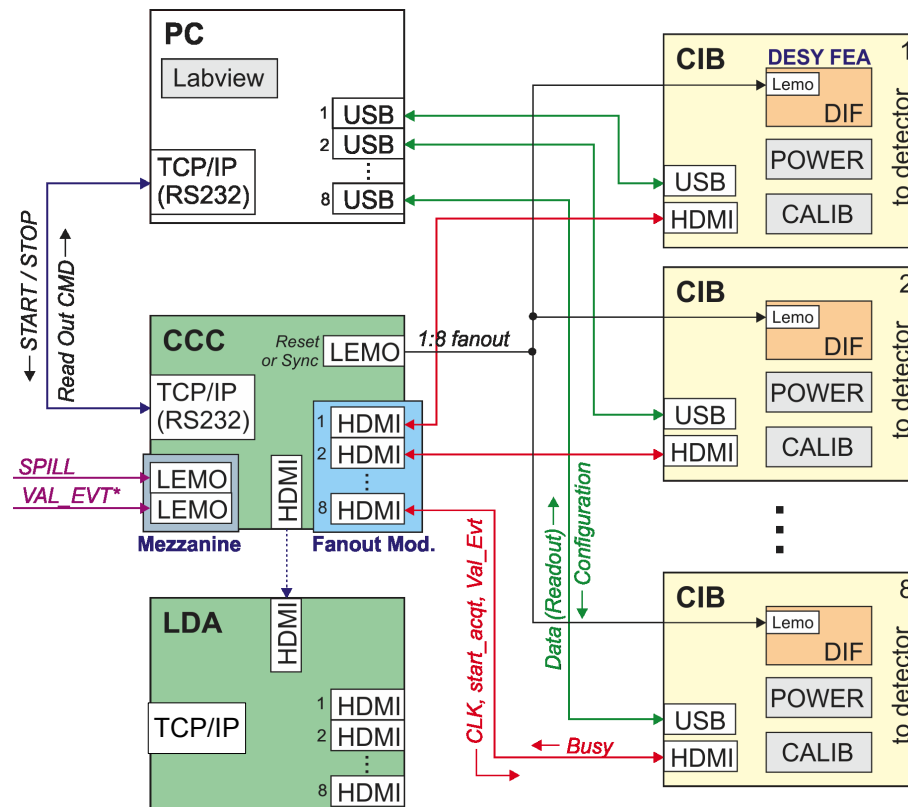 PC
Labview
1 USB
2 USB
8 USB
TCP/IP
(RS232)
START / STOP
Read Out CMD
CCC
Reset
or Sync
LEMO
1:8 fanout
TCP/IP
(RS232)
1 HDMI
2 HDMI
8 HDMI
HDMI
SPILL
VAL_EVT*
LEMO
LEMO
Mezzanine
Fanout Mod.
LDA
HDMI
TCP/IP
1 HDMI
2 HDMI
8 HDMI
CLK, start_acqt, Val_Evt
Busy
Data (Readout)
Configuration
CIB
DESY FEA
1
Lemo
DIF
POWER
CALIB
USB
HDMI
to detector
CIB
2
Lemo
DIF
POWER
CALIB
USB
HDMI
to detector
CIB
8
Lemo
DIF
POWER
CALIB
USB
HDMI
to detector